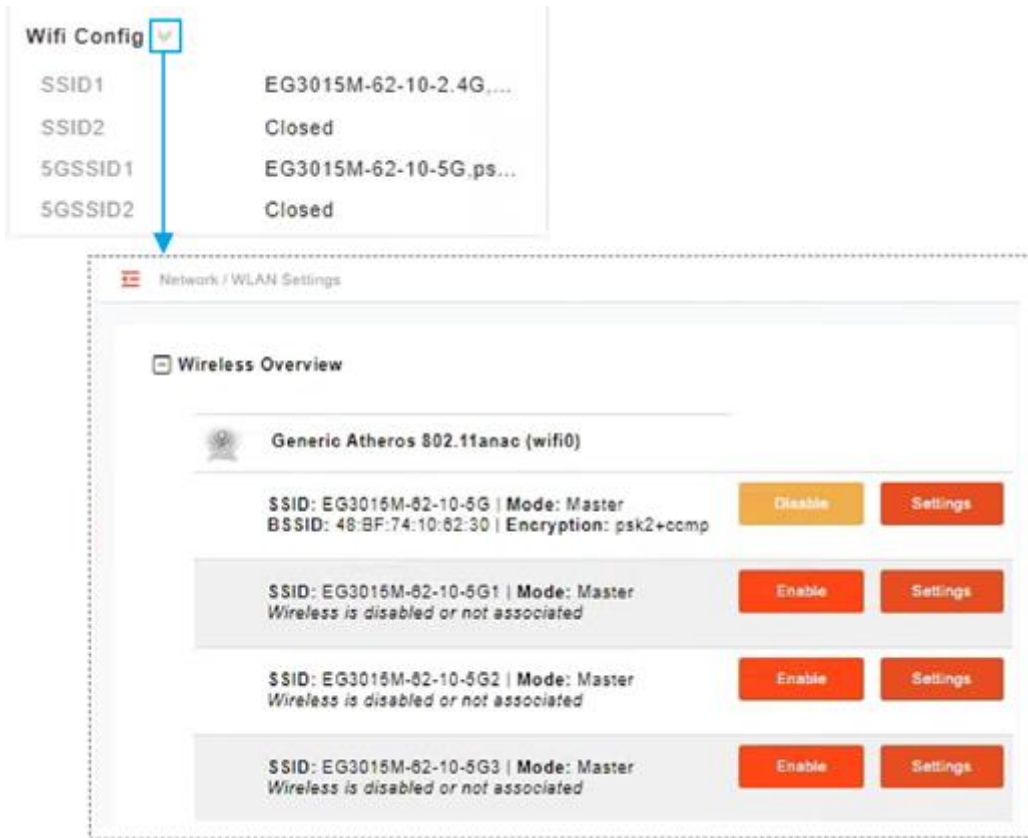 Wifi Config
SSID1 EG3015M-62-10-2.4G,...
SSID2 Closed
5GSSID1 EG3015M-62-10-5G,ps...
5GSSID2 Closed
Network / WLAN Settings
Wireless Overview
Generic Atheros 802.11anac (wifi0)
SSID: EG3015M-62-10-5G | Mode: Master
BSSID: 48:BF:74:10:62:30 | Encryption: psk2+ccmp
Disable Settings
SSID: EG3015M-62-10-5G1 | Mode: Master
Wireless is disabled or not associated
Enable Settings
SSID: EG3015M-62-10-5G2 | Mode: Master
Wireless is disabled or not associated
Enable Settings
SSID: EG3015M-62-10-5G3 | Mode: Master
Wireless is disabled or not associated
Enable Settings